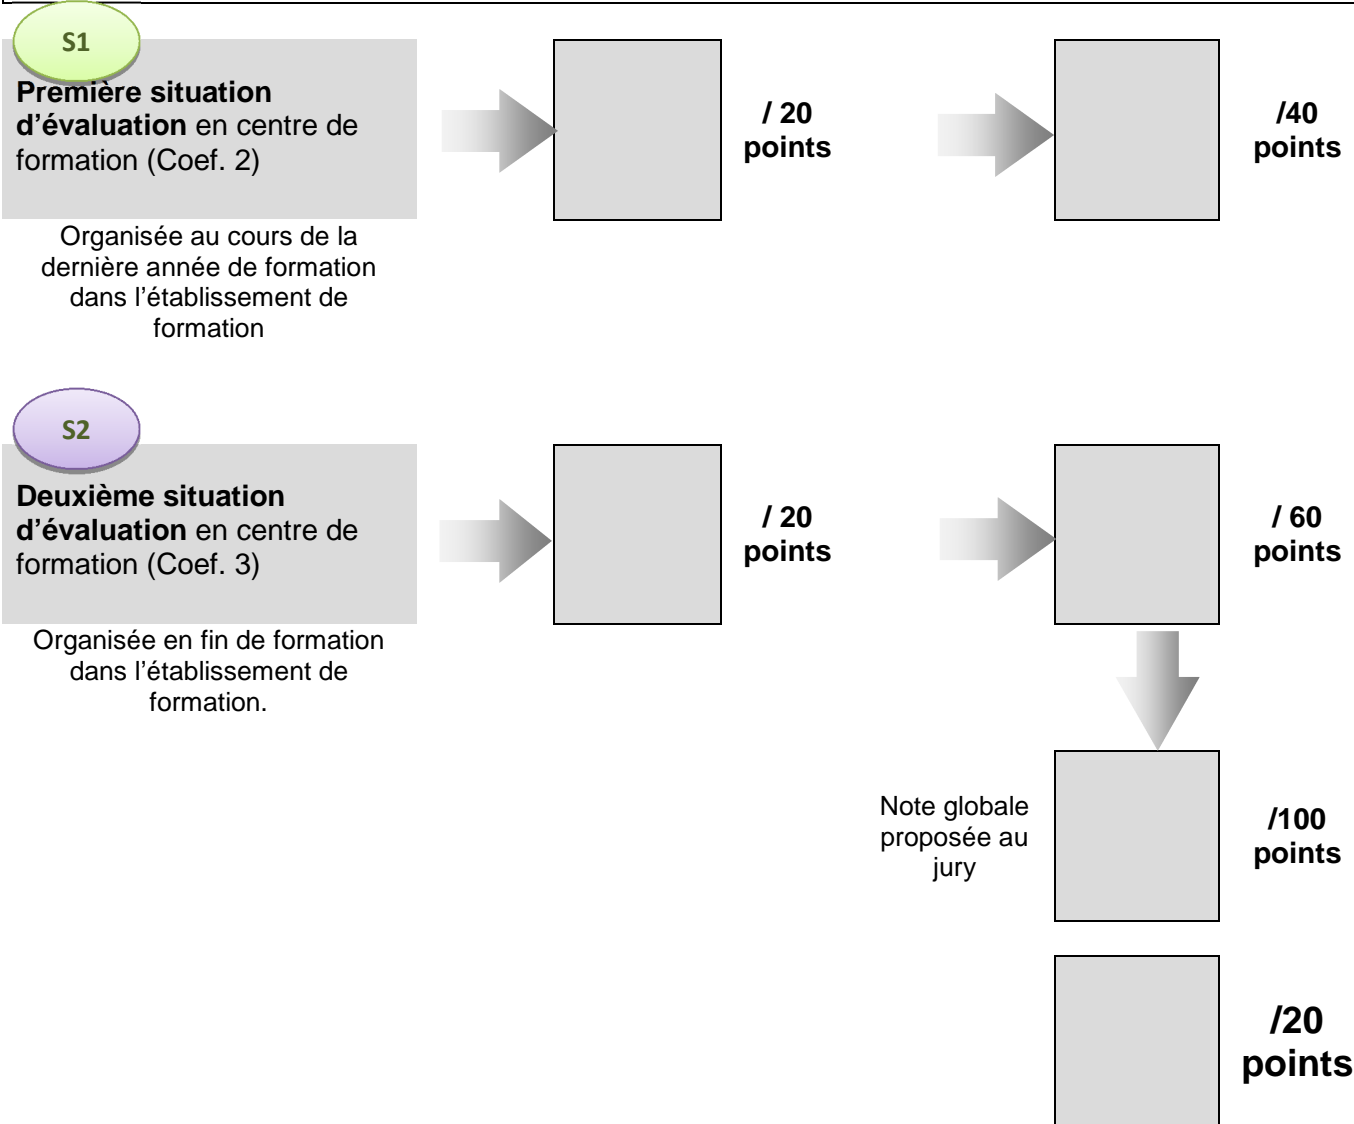 S1
Première situation
d’évaluation en centre de
formation (Coef. 2)
/ 20
points
/40
points
Organisée au cours de la
dernière année de formation
dans l’établissement de
formation
S2
Deuxième situation
d’évaluation en centre de
formation (Coef. 3)
/ 20
points
/ 60
points
Organisée en fin de formation
dans l’établissement de
formation.
Note globale
proposée au
jury
/100
points
/20
points